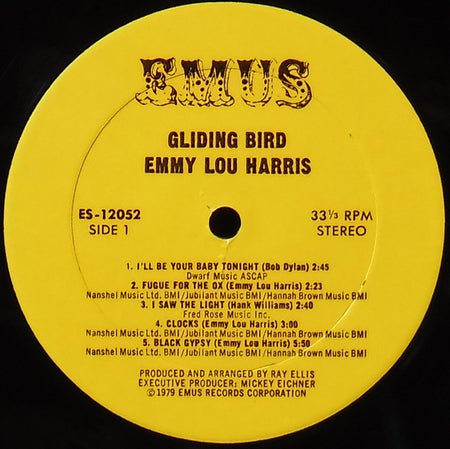 EMUS
GLIDING BIRD
EMMY LOU HARRIS
ES-12052
SIDE 1
33⅓ RPM
STEREO
1. I'LL BE YOUR BABY TONIGHT (Bob Dylan) 2:45
Dwarf Music ASCAP
2. FUGUE FOR THE OX (Emmy Lou Harris) 2:23
Nanshel Music Ltd. BMI/Jubilant Music BMI/Hannah Brown Music BMI
3. I SAW THE LIGHT (Hank Williams) 2:40
Fred Rose Music Inc.
4. CLOCKS (Emmy Lou Harris) 3:00
Nanshel Music Ltd. BMI/Jubilant Music BMI/Hannah Brown Music BMI
5. BLACK GYPSY (Emmy Lou Harris) 5:50
Nanshel Music Ltd. BMI/Jubilant Music BMI/Hannah Brown Music BMI
PRODUCED AND ARRANGED BY RAY ELLIS
EXECUTIVE PRODUCER: MICKEY EICHNER
©1979 EMUS RECORDS CORPORATION